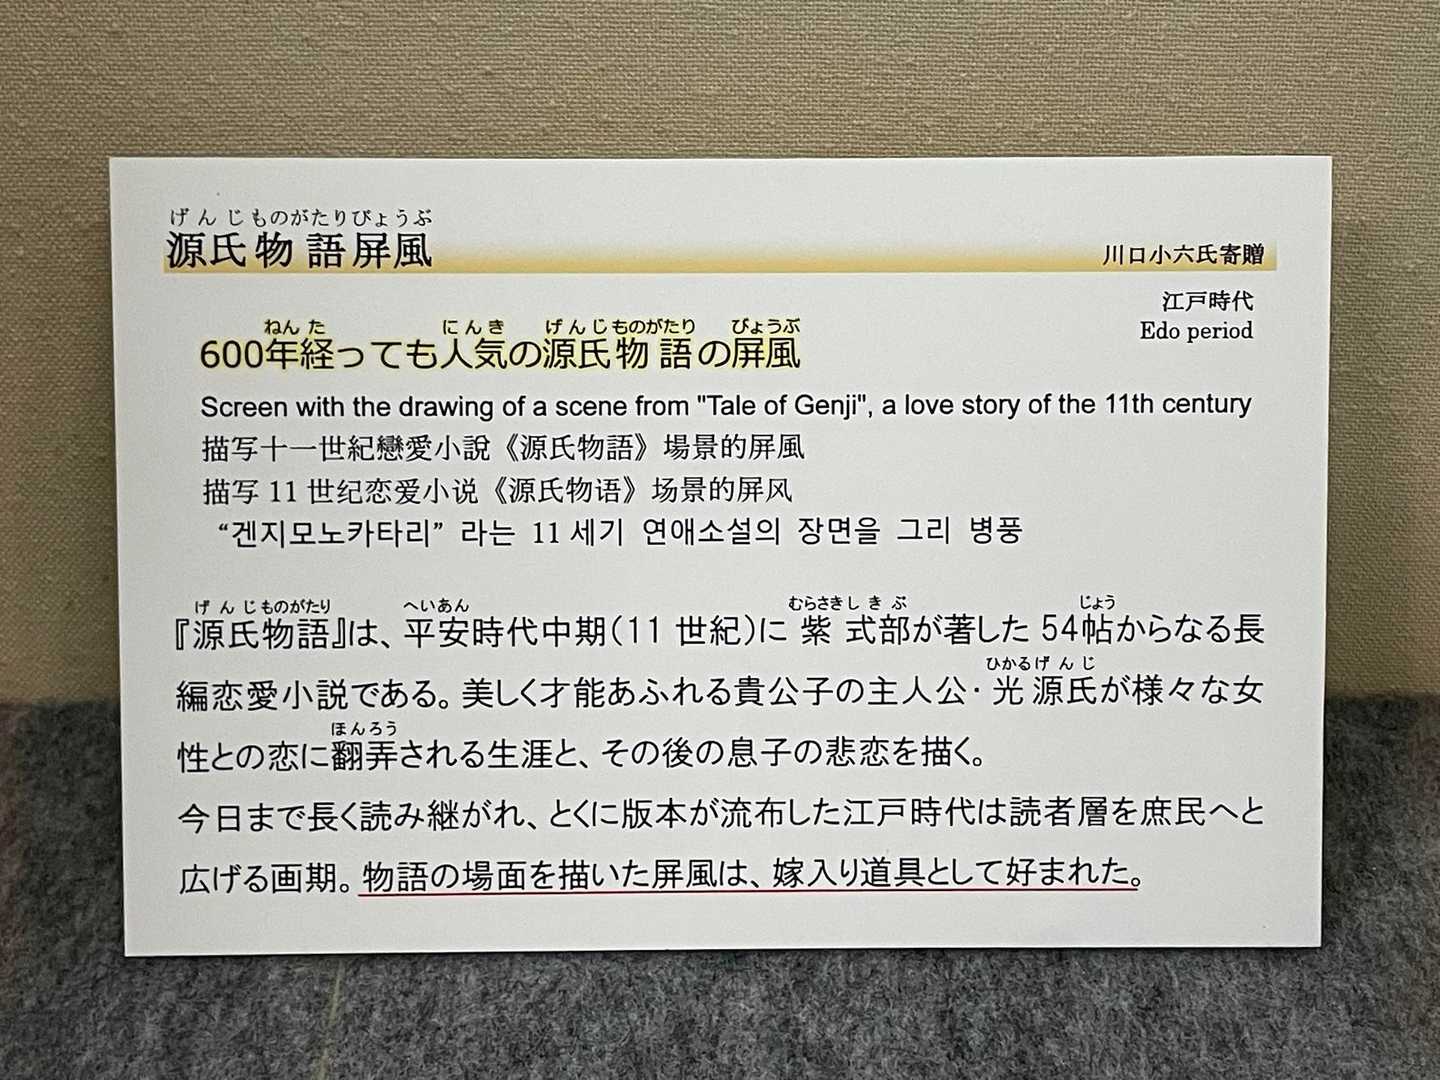 げんじものがたりびょうぶ
源氏物語屏風
川口小六氏寄贈
江戸時代
Edo period
ねんた にんき げんじものがたり びょうぶ
600年経っても人気の源氏物語の屏風
Screen with the drawing of a scene from "Tale of Genji", a love story of the 11th century
描写十一世紀戀愛小說《源氏物語》場景的屏風
描写 11 世纪恋爱小说《源氏物语》场景的屏风
“겐지모노카타리” 라는 11 세기 연애소설의 장면을 그리 병풍
げんじものがたり へいあん むらさきしきぶ じょう
『源氏物語』は、平安時代中期(11 世紀)に紫式部が著した 54帖からなる長
ひかるげんじ
編恋愛小説である。美しく才能あふれる貴公子の主人公・光源氏が様々な女
ほんろう
性との恋に翻弄される生涯と、その後の息子の悲恋を描く。
今日まで長く読み継がれ、とくに版本が流布した江戸時代は読者層を庶民へと
広げる画期。物語の場面を描いた屏風は、嫁入り道具として好まれた。